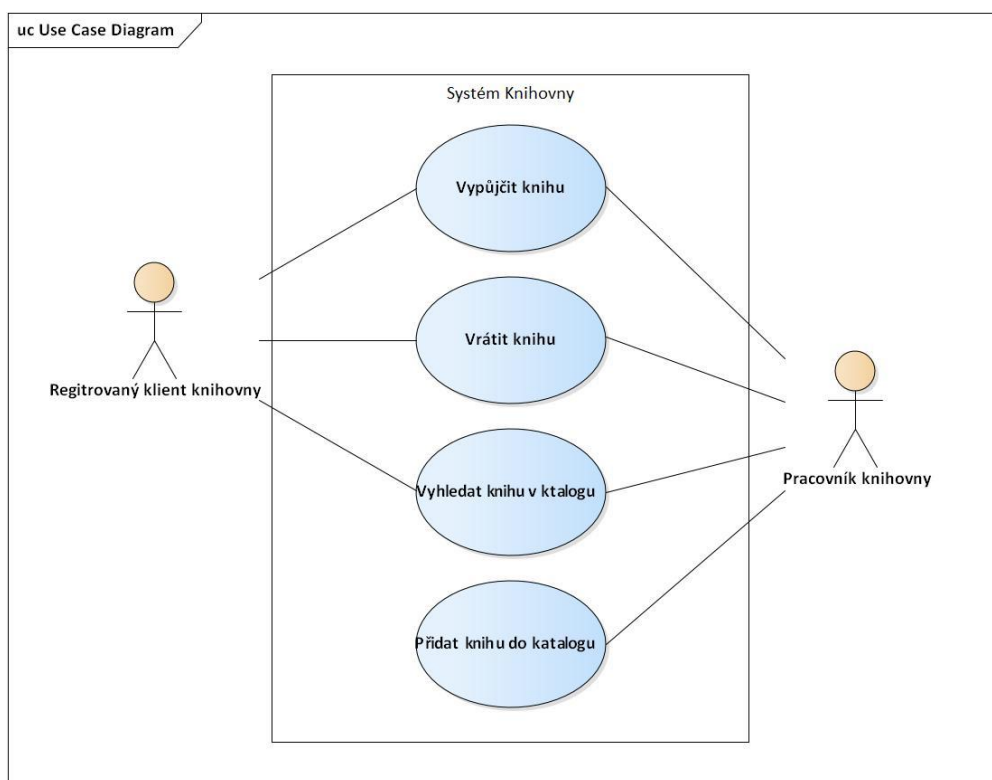 uc Use Case Diagram
Systém Knihovny
Vypůjčit knihu
Vrátit knihu
Regitrovaný klient knihovny
Vyhledat knihu v ktalogu
Pracovník knihovny
Přidat knihu do katalogu